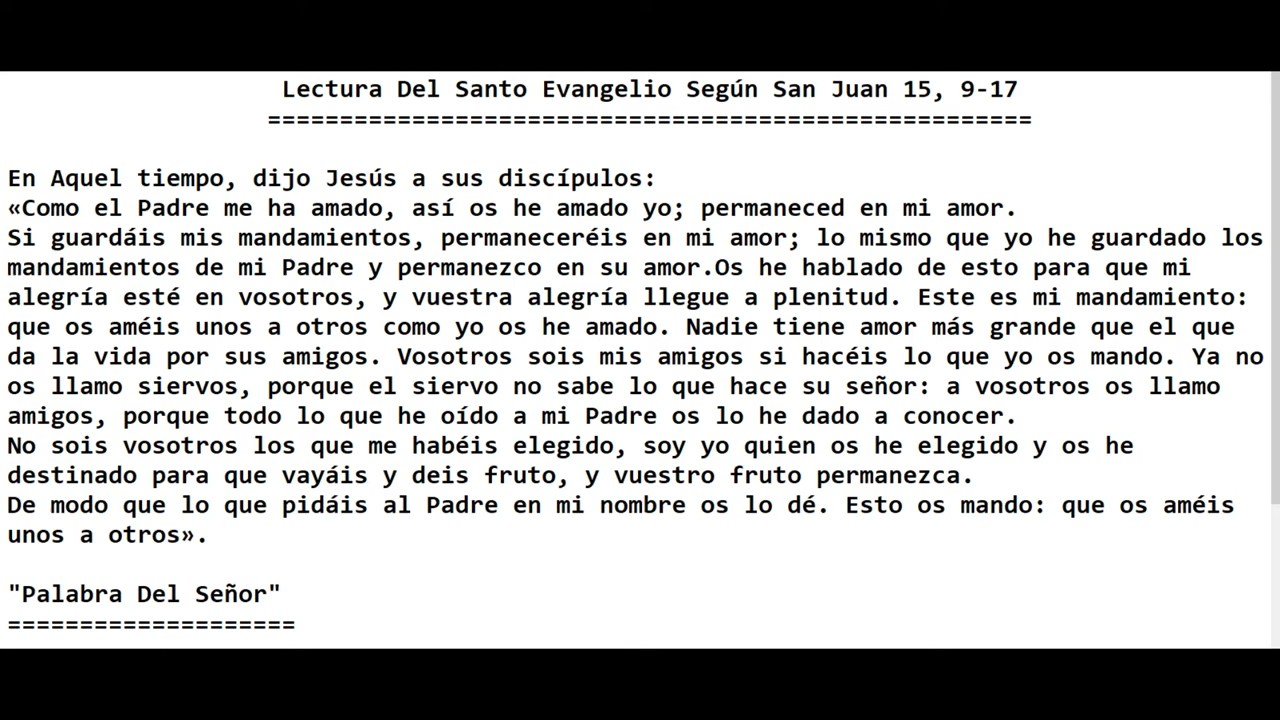 Lectura Del Santo Evangelio Según San Juan 15, 9-17
=====================================================
En Aquel tiempo, dijo Jesús a sus discípulos:
«Como el Padre me ha amado, así os he amado yo; permaneced en mi amor.
Si guardáis mis mandamientos, permaneceréis en mi amor; lo mismo que yo he guardado los
mandamientos de mi Padre y permanezco en su amor.Os he hablado de esto para que mi
alegría esté en vosotros, y vuestra alegría llegue a plenitud. Este es mi mandamiento:
que os améis unos a otros como yo os he amado. Nadie tiene amor más grande que el que
da la vida por sus amigos. Vosotros sois mis amigos si hacéis lo que yo os mando. Ya no
os llamo siervos, porque el siervo no sabe lo que hace su señor: a vosotros os llamo
amigos, porque todo lo que he oído a mi Padre os lo he dado a conocer.
No sois vosotros los que me habéis elegido, soy yo quien os he elegido y os he
destinado para que vayáis y deis fruto, y vuestro fruto permanezca.
De modo que lo que pidáis al Padre en mi nombre os lo dé. Esto os mando: que os améis
unos a otros».
"Palabra Del Señor"
====================